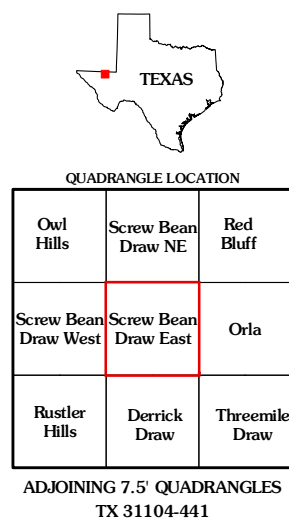 TEXAS
QUADRANGLE LOCATION
Owl
Hills
Screw Bean
Draw NE
Red
Bluff
Screw Bean
Draw West
Screw Bean
Draw East
Orla
Rustler
Hills
Derrick
Draw
Threemile
Draw
ADJOINING 7.5' QUADRANGLES
TX 31104-441